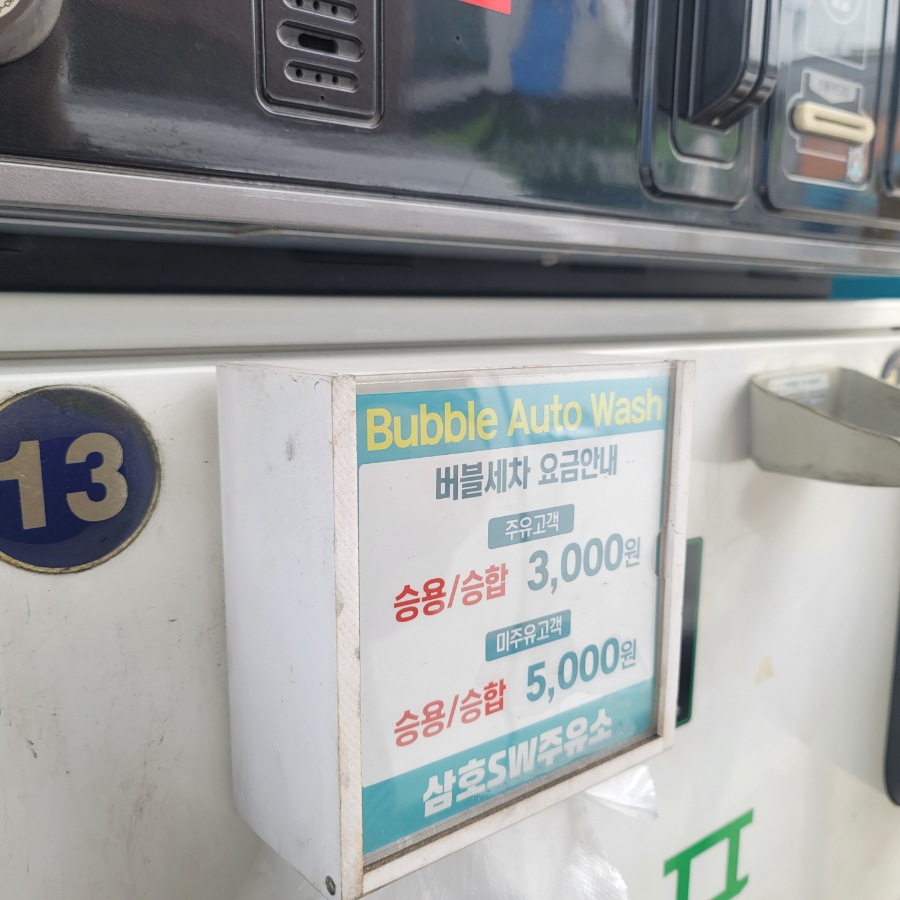 13
Bubble Auto Wash
버블세차 요금안내
주유고객
승용/승합 3,000원
미주유고객
승용/승합 5,000원
삼호SW주유소